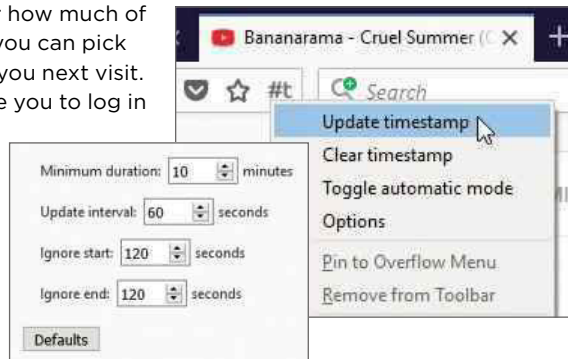 how much of
you can pick
you next visit.
you to log in
Bananarama - Cruel Summer (
#t Search
Update timestamp
Clear timestamp
Toggle automatic mode
Options
Pin to Overflow Menu
Remove from Toolbar
Minimum duration: 10 minutes
Update interval: 60 seconds
Ignore start: 120 seconds
Ignore end: 120 seconds
Defaults